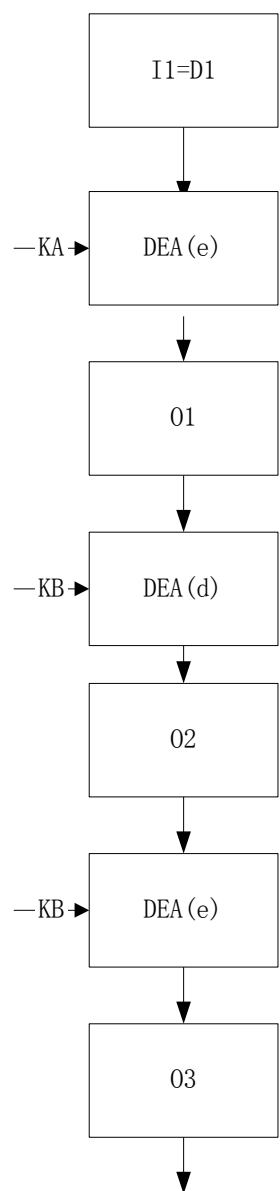 I1=D1
KA
DEA(e)
O1
KB
DEA(d)
O2
KB
DEA(e)
O3